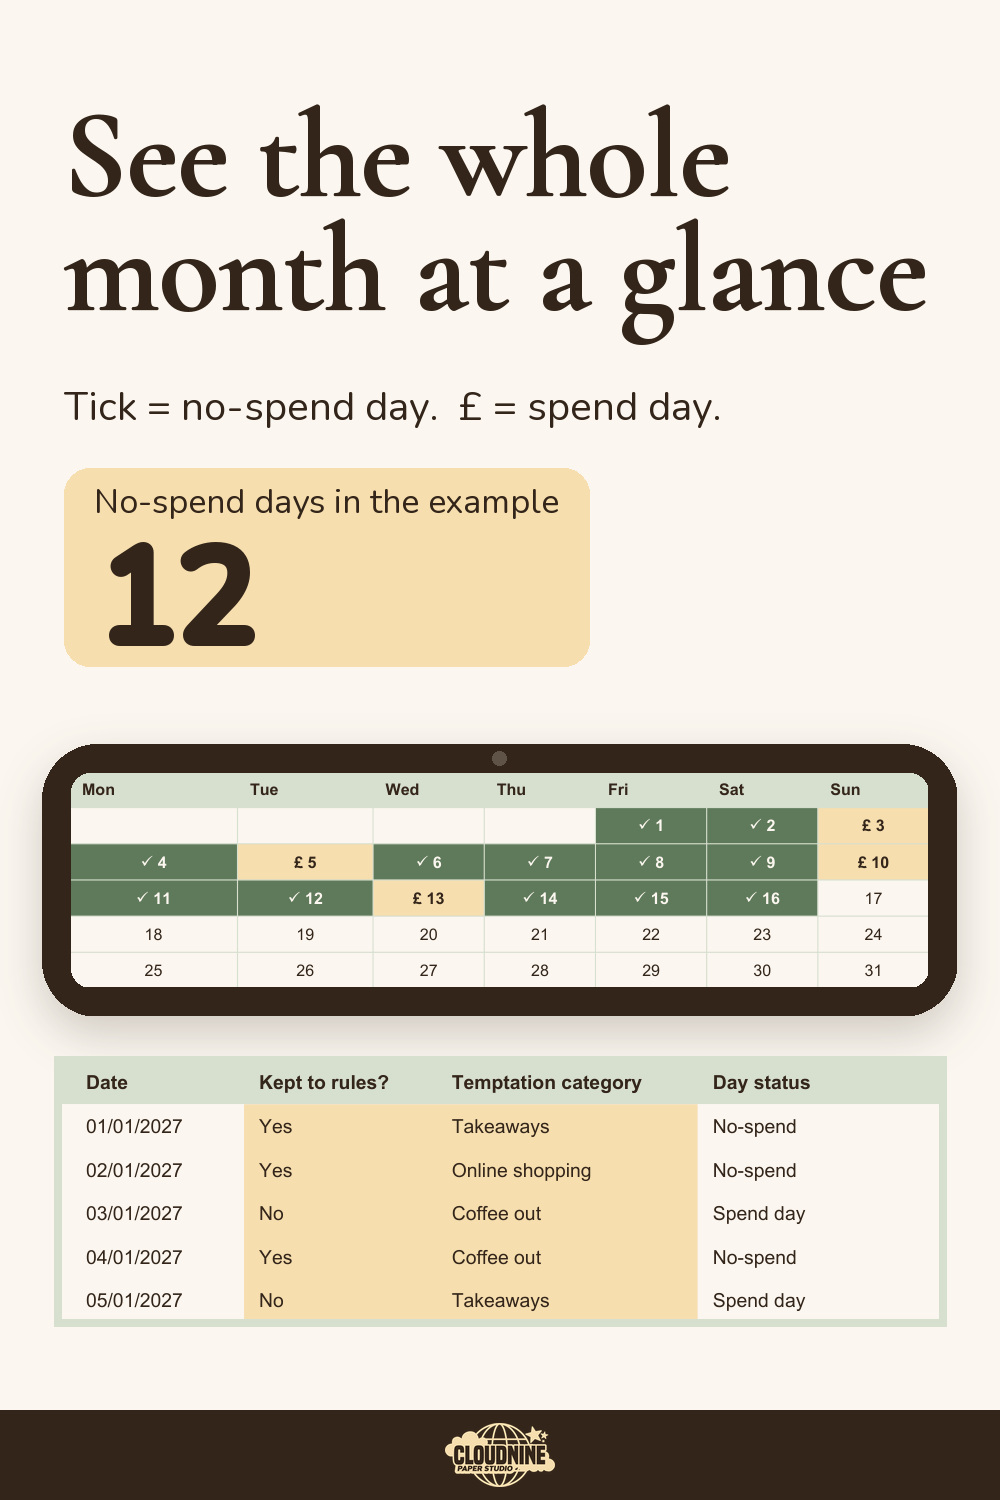 See the whole
month at a glance
Tick = no-spend day.  £ = spend day.
No-spend days in the example
12
Mon Tue Wed Thu Fri Sat Sun
✓ 1 ✓ 2 £ 3
✓ 4 £ 5 ✓ 6 ✓ 7 ✓ 8 ✓ 9 £ 10
✓ 11 ✓ 12 £ 13 ✓ 14 ✓ 15 ✓ 16 17
18 19 20 21 22 23 24
25 26 27 28 29 30 31
Date Kept to rules? Temptation category Day status
01/01/2027 Yes Takeaways No-spend
02/01/2027 Yes Online shopping No-spend
03/01/2027 No Coffee out Spend day
04/01/2027 Yes Coffee out No-spend
05/01/2027 No Takeaways Spend day
CLOUDNINE
PAPER STUDIO